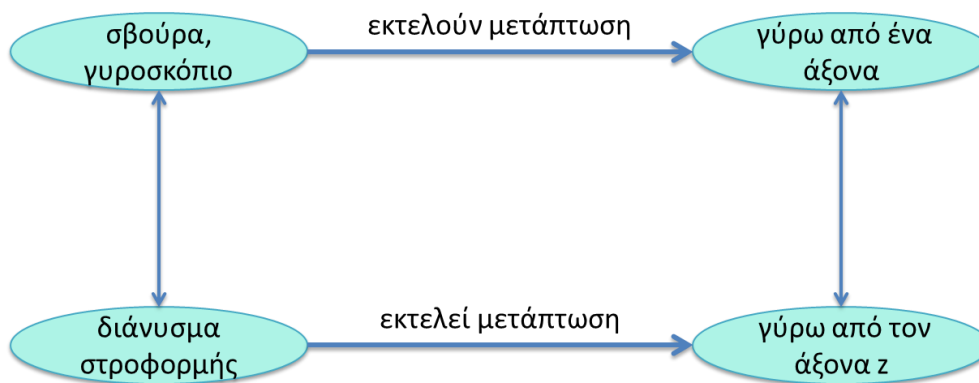 σβούρα,
γυροσκόπιο
εκτελούν μετάπτωση
γύρω από ένα
άξονα
διάνυσμα
στροφορμής
εκτελεί μετάπτωση
γύρω από τον
άξονα z